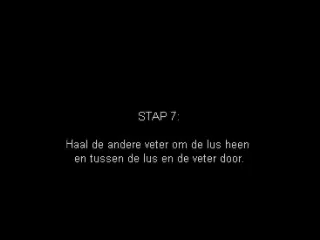 STAP 7:
Haal de andere veter om de lus heen
en tussen de lus en de veter door.